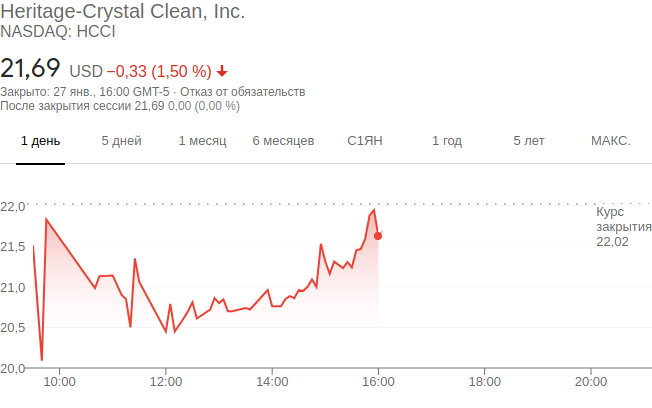 Heritage-Crystal Clean, Inc.
NASDAQ: HCCI
21,69 USD −0,33 (1,50 %)
Закрыто: 27 янв., 16:00 GMT-5 · Отказ от обязательств
После закрытия сессии 21,69 0,00 (0,00 %)
1 день 5 дней 1 месяц 6 месяцев С1ЯН 1 год 5 лет МАКС.
22,0
Курс
закрытия
22,02
21,5
21,0
20,5
20,0
10:00 12:00 14:00 16:00 18:00 20:00